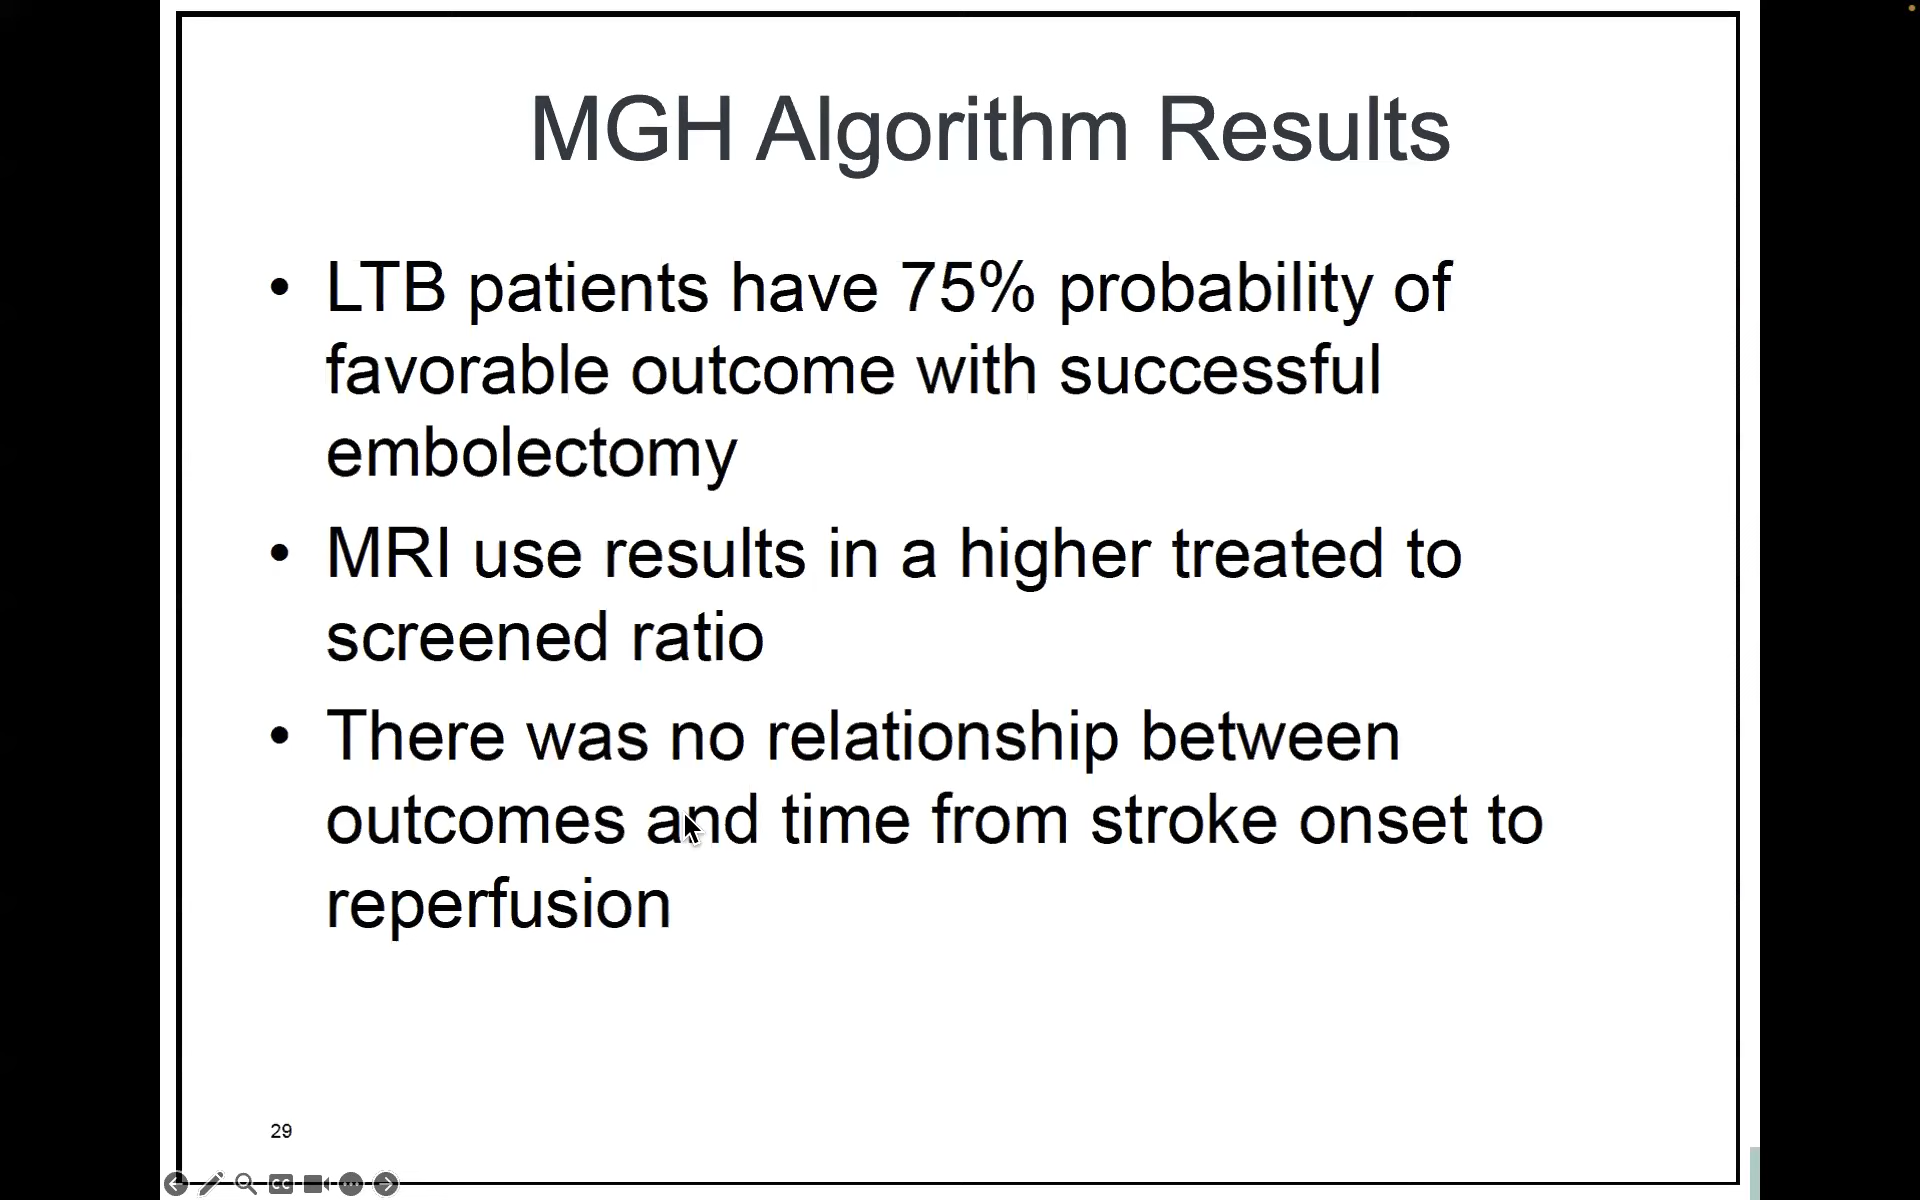 MGH Algorithm Results
• LTB patients have 75% probability of
favorable outcome with successful
embolectomy
• MRI use results in a higher treated to
screened ratio
• There was no relationship between
outcomes and time from stroke onset to
reperfusion
29
CC